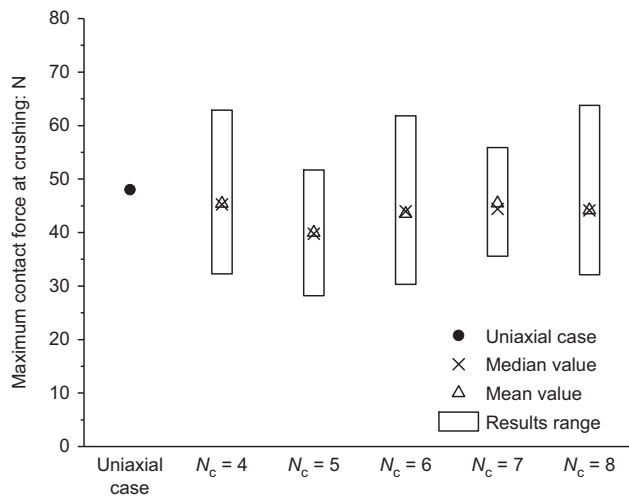 Maximum contact force at crushing: N
80
70
60
50
40
30
20
10
0
Uniaxial case
Median value
Mean value
Results range
Uniaxial
case
Nc = 4
Nc = 5
Nc = 6
Nc = 7
Nc = 8